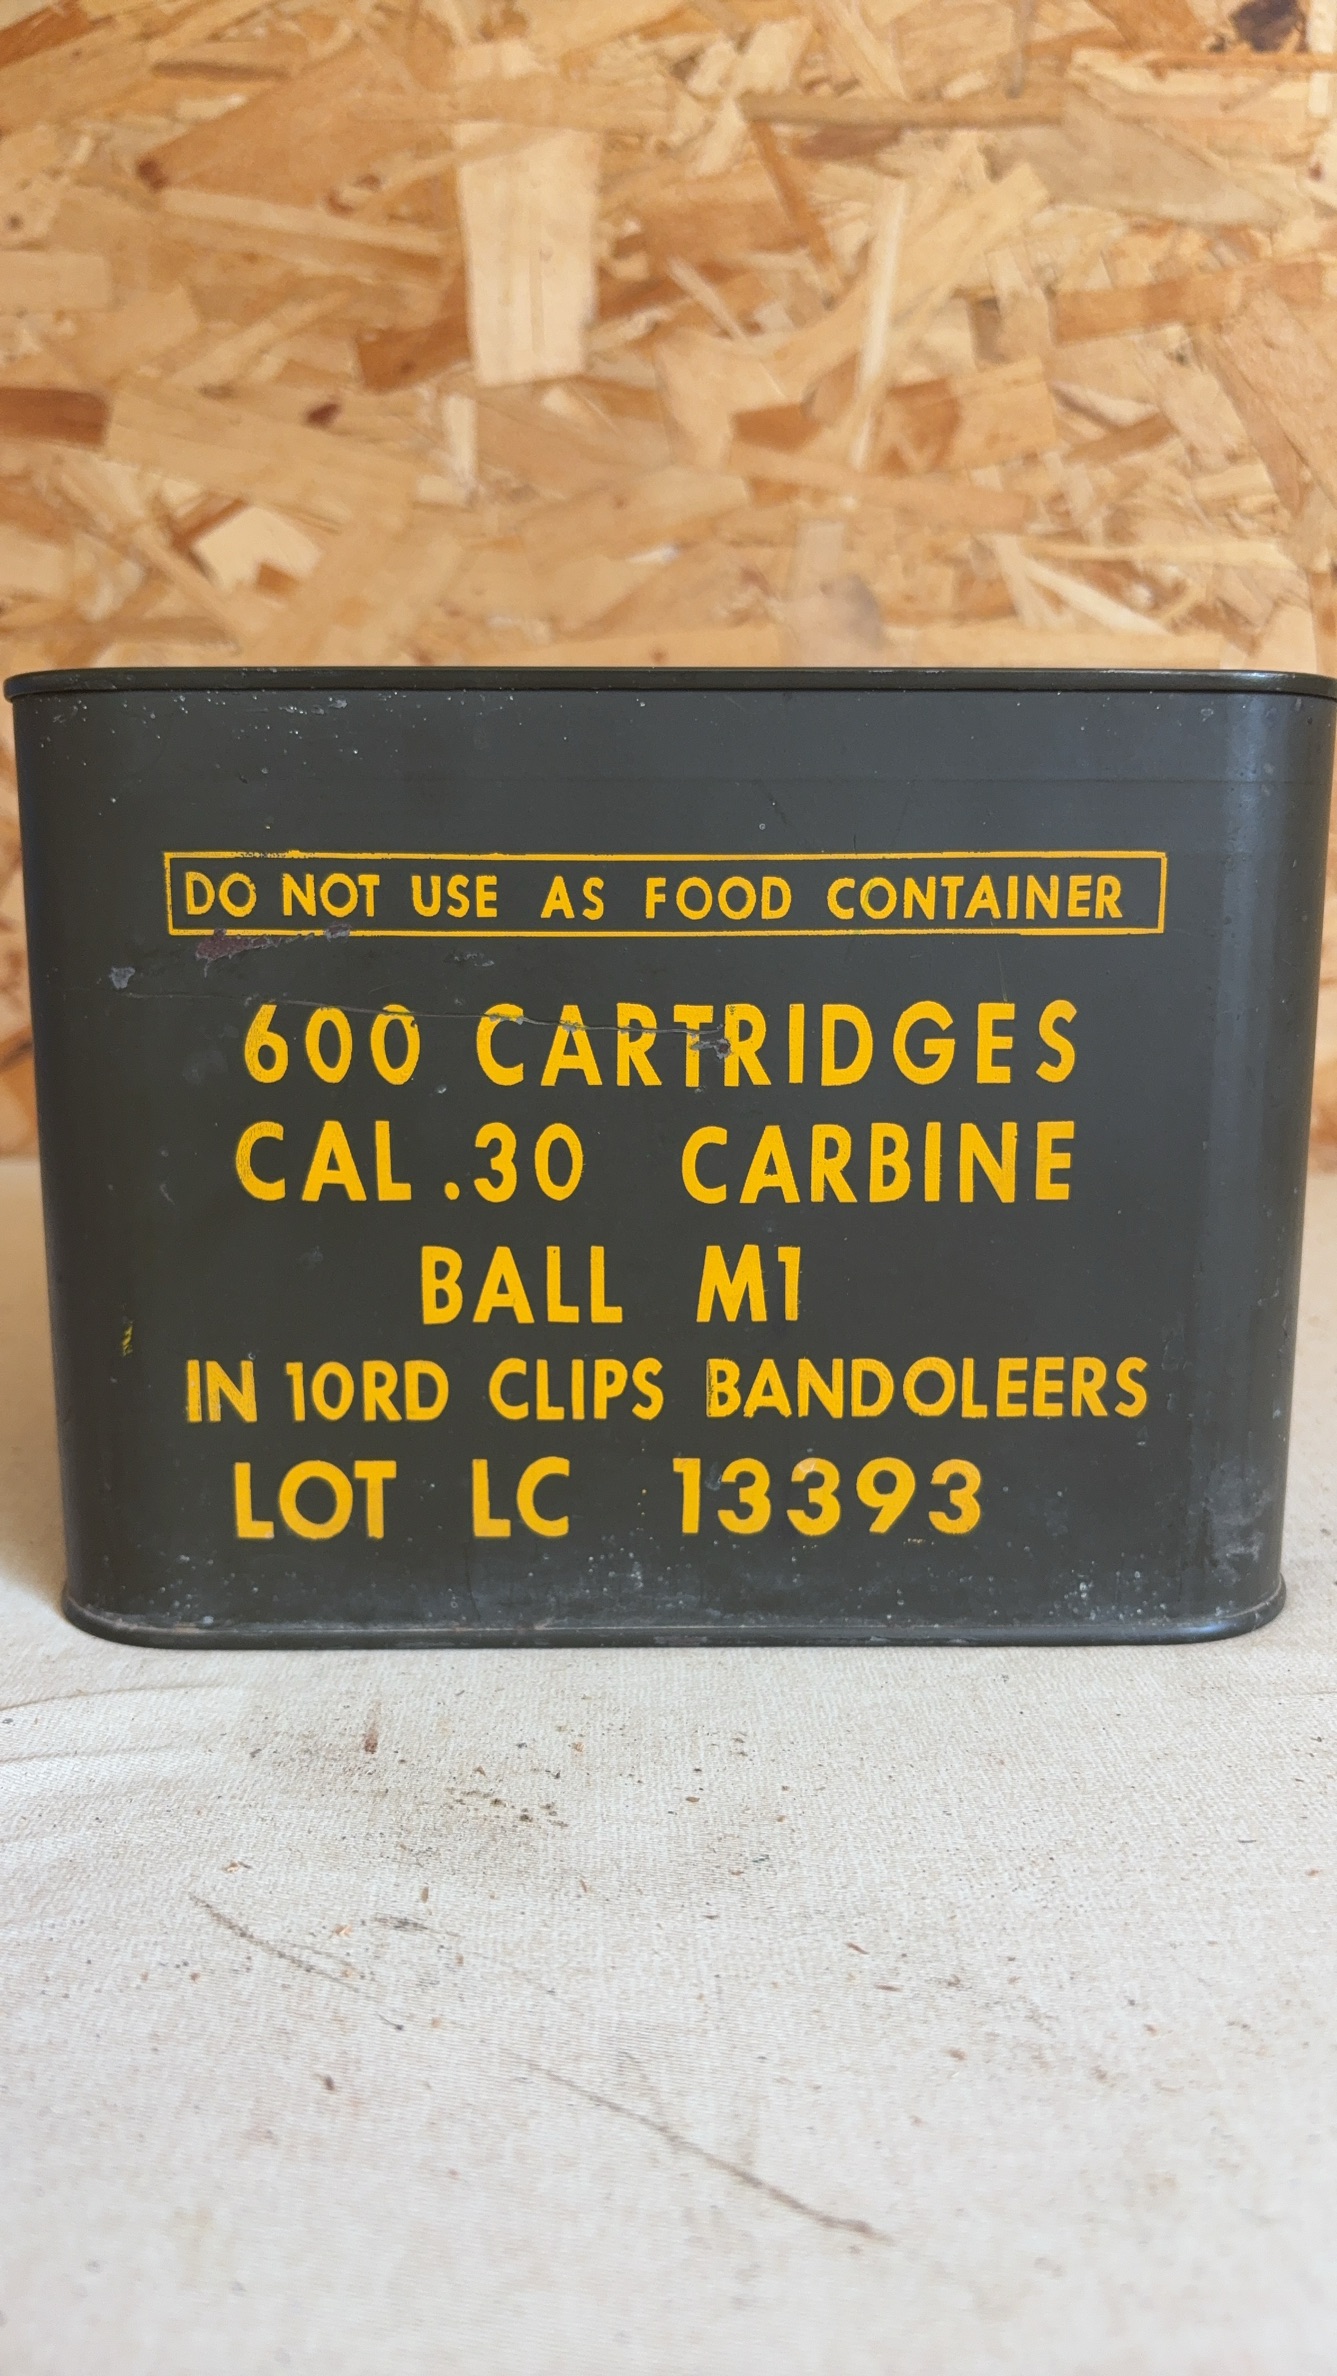 DO NOT USE AS FOOD CONTAINER
600 CARTRIDGES
CAL .30 CARBINE
BALL M1
IN 10RD CLIPS BANDOLEERS
LOT LC 13393